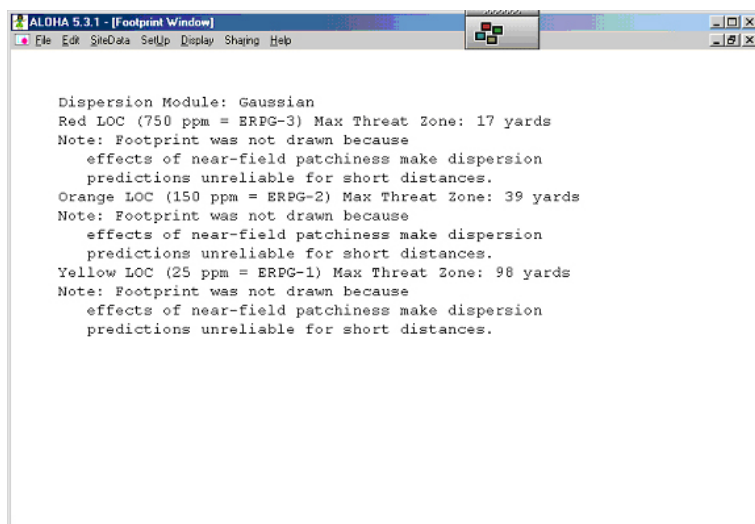 ALOHA 5.3.1 - [Footprint Window]
File Edit SiteData SetUp Display Sharing Help
Dispersion Module: Gaussian
Red LOC (750 ppm = ERPG-3) Max Threat Zone: 17 yards
Note: Footprint was not drawn because
effects of near-field patchiness make dispersion
predictions unreliable for short distances.
Orange LOC (150 ppm = ERPG-2) Max Threat Zone: 39 yards
Note: Footprint was not drawn because
effects of near-field patchiness make dispersion
predictions unreliable for short distances.
Yellow LOC (25 ppm = ERPG-1) Max Threat Zone: 98 yards
Note: Footprint was not drawn because
effects of near-field patchiness make dispersion
predictions unreliable for short distances.